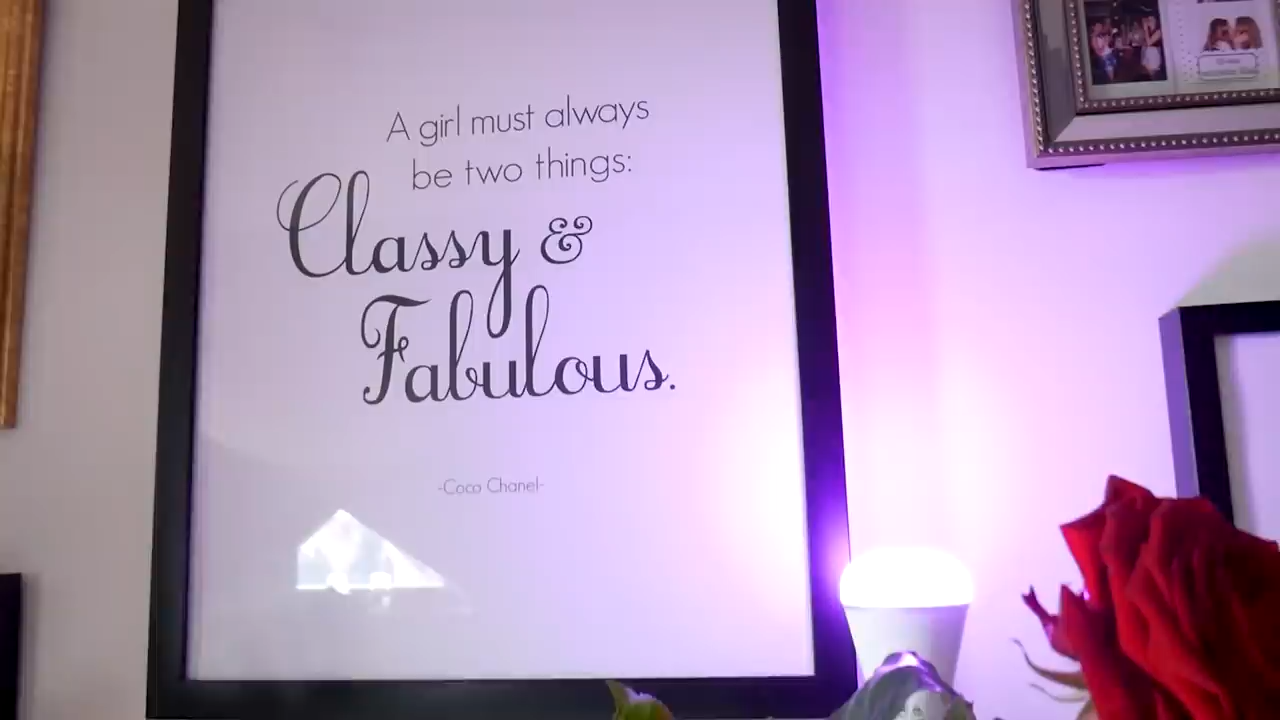 A girl must always
be two things:
Classy &
Fabulous.
-Coco Chanel-